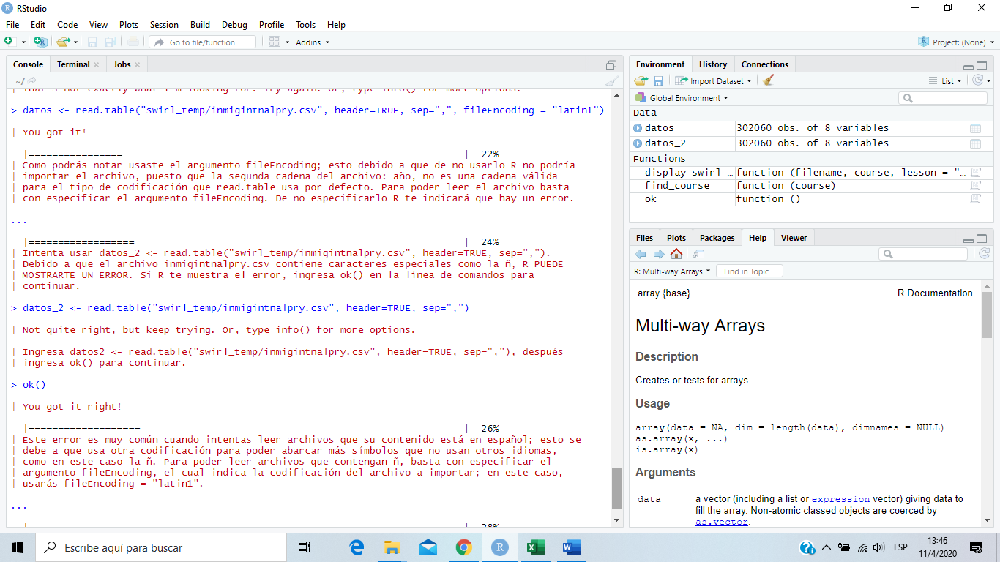 RStudio
File Edit Code View Plots Session Build Debug Profile Tools Help
Go to file/function Addins Project: (None)
Console Terminal Jobs
~/
| That's not exactly what I'm looking for. Try again. Or, type info() for more options.
> datos <- read.table("swirl_temp/inmigintnalpry.csv", header=TRUE, sep=",", fileEncoding = "latin1")
| You got it!
|================ | 22%
| Como podrás notar usaste el argumento fileEncoding; esto debido a que de no usarlo R no podría
| importar el archivo, puesto que la segunda cadena del archivo: año, no es una cadena válida
| para el tipo de codificación que read.table usa por defecto. Para poder leer el archivo basta
| con especificar el argumento fileEncoding. De no especificarlo R te indicará que hay un error.
...
|================== | 24%
| Intenta usar datos_2 <- read.table("swirl_temp/inmigintnalpry.csv", header=TRUE, sep=",").
| Debido a que el archivo inmigintnalpry.csv contiene caracteres especiales como la ñ, R PUEDE
| MOSTRARTE UN ERROR. Si R te muestra el error, ingresa ok() en la línea de comandos para
| continuar.
> datos_2 <- read.table("swirl_temp/inmigintnalpry.csv", header=TRUE, sep=",")
| Not quite right, but keep trying. Or, type info() for more options.
| Ingresa datos2 <- read.table("swirl_temp/inmigintnalpry.csv", header=TRUE, sep=","), después
| ingresa ok() para continuar.
> ok()
| You got it right!
|=================== | 26%
| Este error es muy común cuando intentas leer archivos que su contenido está en español; esto se
| debe a que usa otra codificación para poder abarcar más símbolos que no usan otros idiomas,
| como en este caso la ñ. Para poder leer archivos que contengan ñ, basta con especificar el
| argumento fileEncoding, el cual indica la codificación del archivo a importar; en este caso,
| usarás fileEncoding = "latin1".
...
| | 28%
Environment History Connections
Import Dataset List
Global Environment
Data
datos 302060 obs. of 8 variables
datos_2 302060 obs. of 8 variables
Functions
display_swirl_… function (filename, course, lesson = "…
find_course function (course)
ok function ()
Files Plots Packages Help Viewer
R: Multi-way Arrays Find in Topic
array {base} R Documentation
Multi-way Arrays
Description
Creates or tests for arrays.
Usage
array(data = NA, dim = length(data), dimnames = NULL)
as.array(x, ...)
is.array(x)
Arguments
data a vector (including a list or expression vector) giving data to
fill the array. Non-atomic classed objects are coerced by
as.vector.
Escribe aquí para buscar
ESP
13:46
11/4/2020